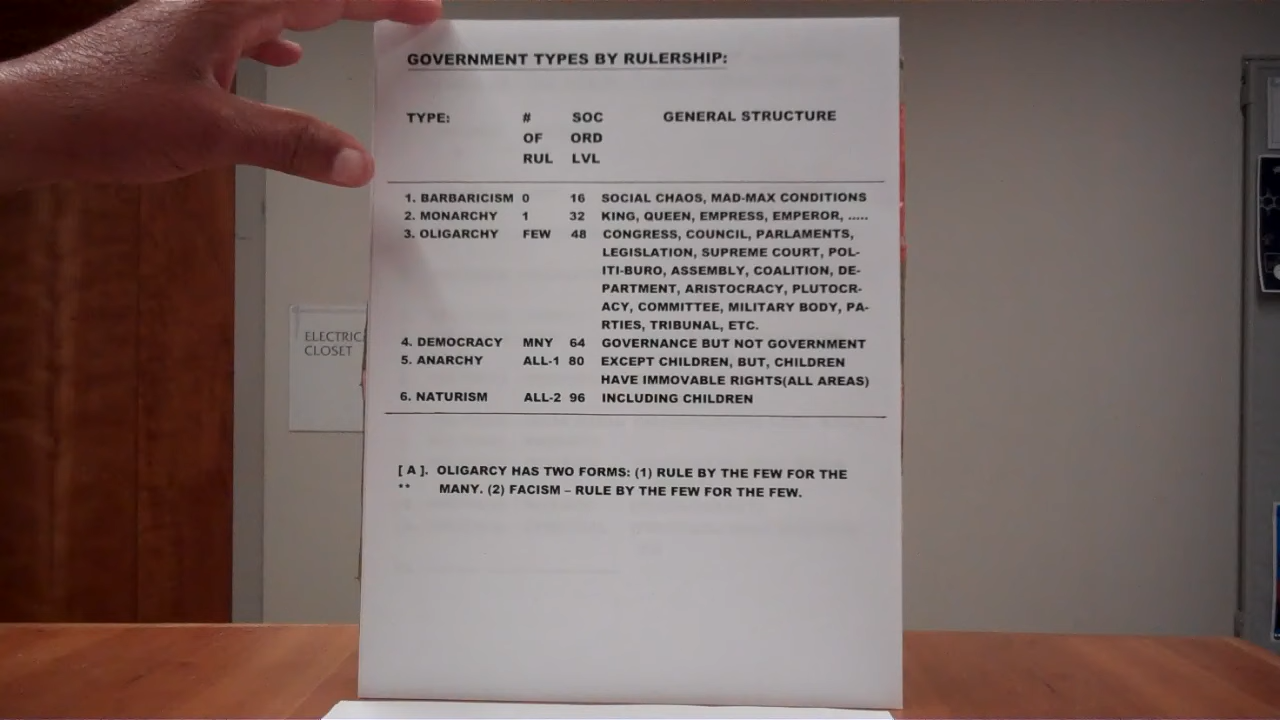 GOVERNMENT TYPES BY RULERSHIP:
TYPE: # SOC GENERAL STRUCTURE
OF ORD
RUL LVL
1. BARBARICISM 0 16 SOCIAL CHAOS, MAD-MAX CONDITIONS
2. MONARCHY 1 32 KING, QUEEN, EMPRESS, EMPEROR, .....
3. OLIGARCHY FEW 48 CONGRESS, COUNCIL, PARLAMENTS,
LEGISLATION, SUPREME COURT, POL-
ITI-BURO, ASSEMBLY, COALITION, DE-
PARTMENT, ARISTOCRACY, PLUTOCR-
ACY, COMMITTEE, MILITARY BODY, PA-
RTIES, TRIBUNAL, ETC.
4. DEMOCRACY MNY 64 GOVERNANCE BUT NOT GOVERNMENT
5. ANARCHY ALL-1 80 EXCEPT CHILDREN, BUT, CHILDREN
HAVE IMMOVABLE RIGHTS(ALL AREAS)
6. NATURISM ALL-2 96 INCLUDING CHILDREN
[ A ]. OLIGARCY HAS TWO FORMS: (1) RULE BY THE FEW FOR THE
** MANY. (2) FACISM – RULE BY THE FEW FOR THE FEW.
ELECTRIC
CLOSET